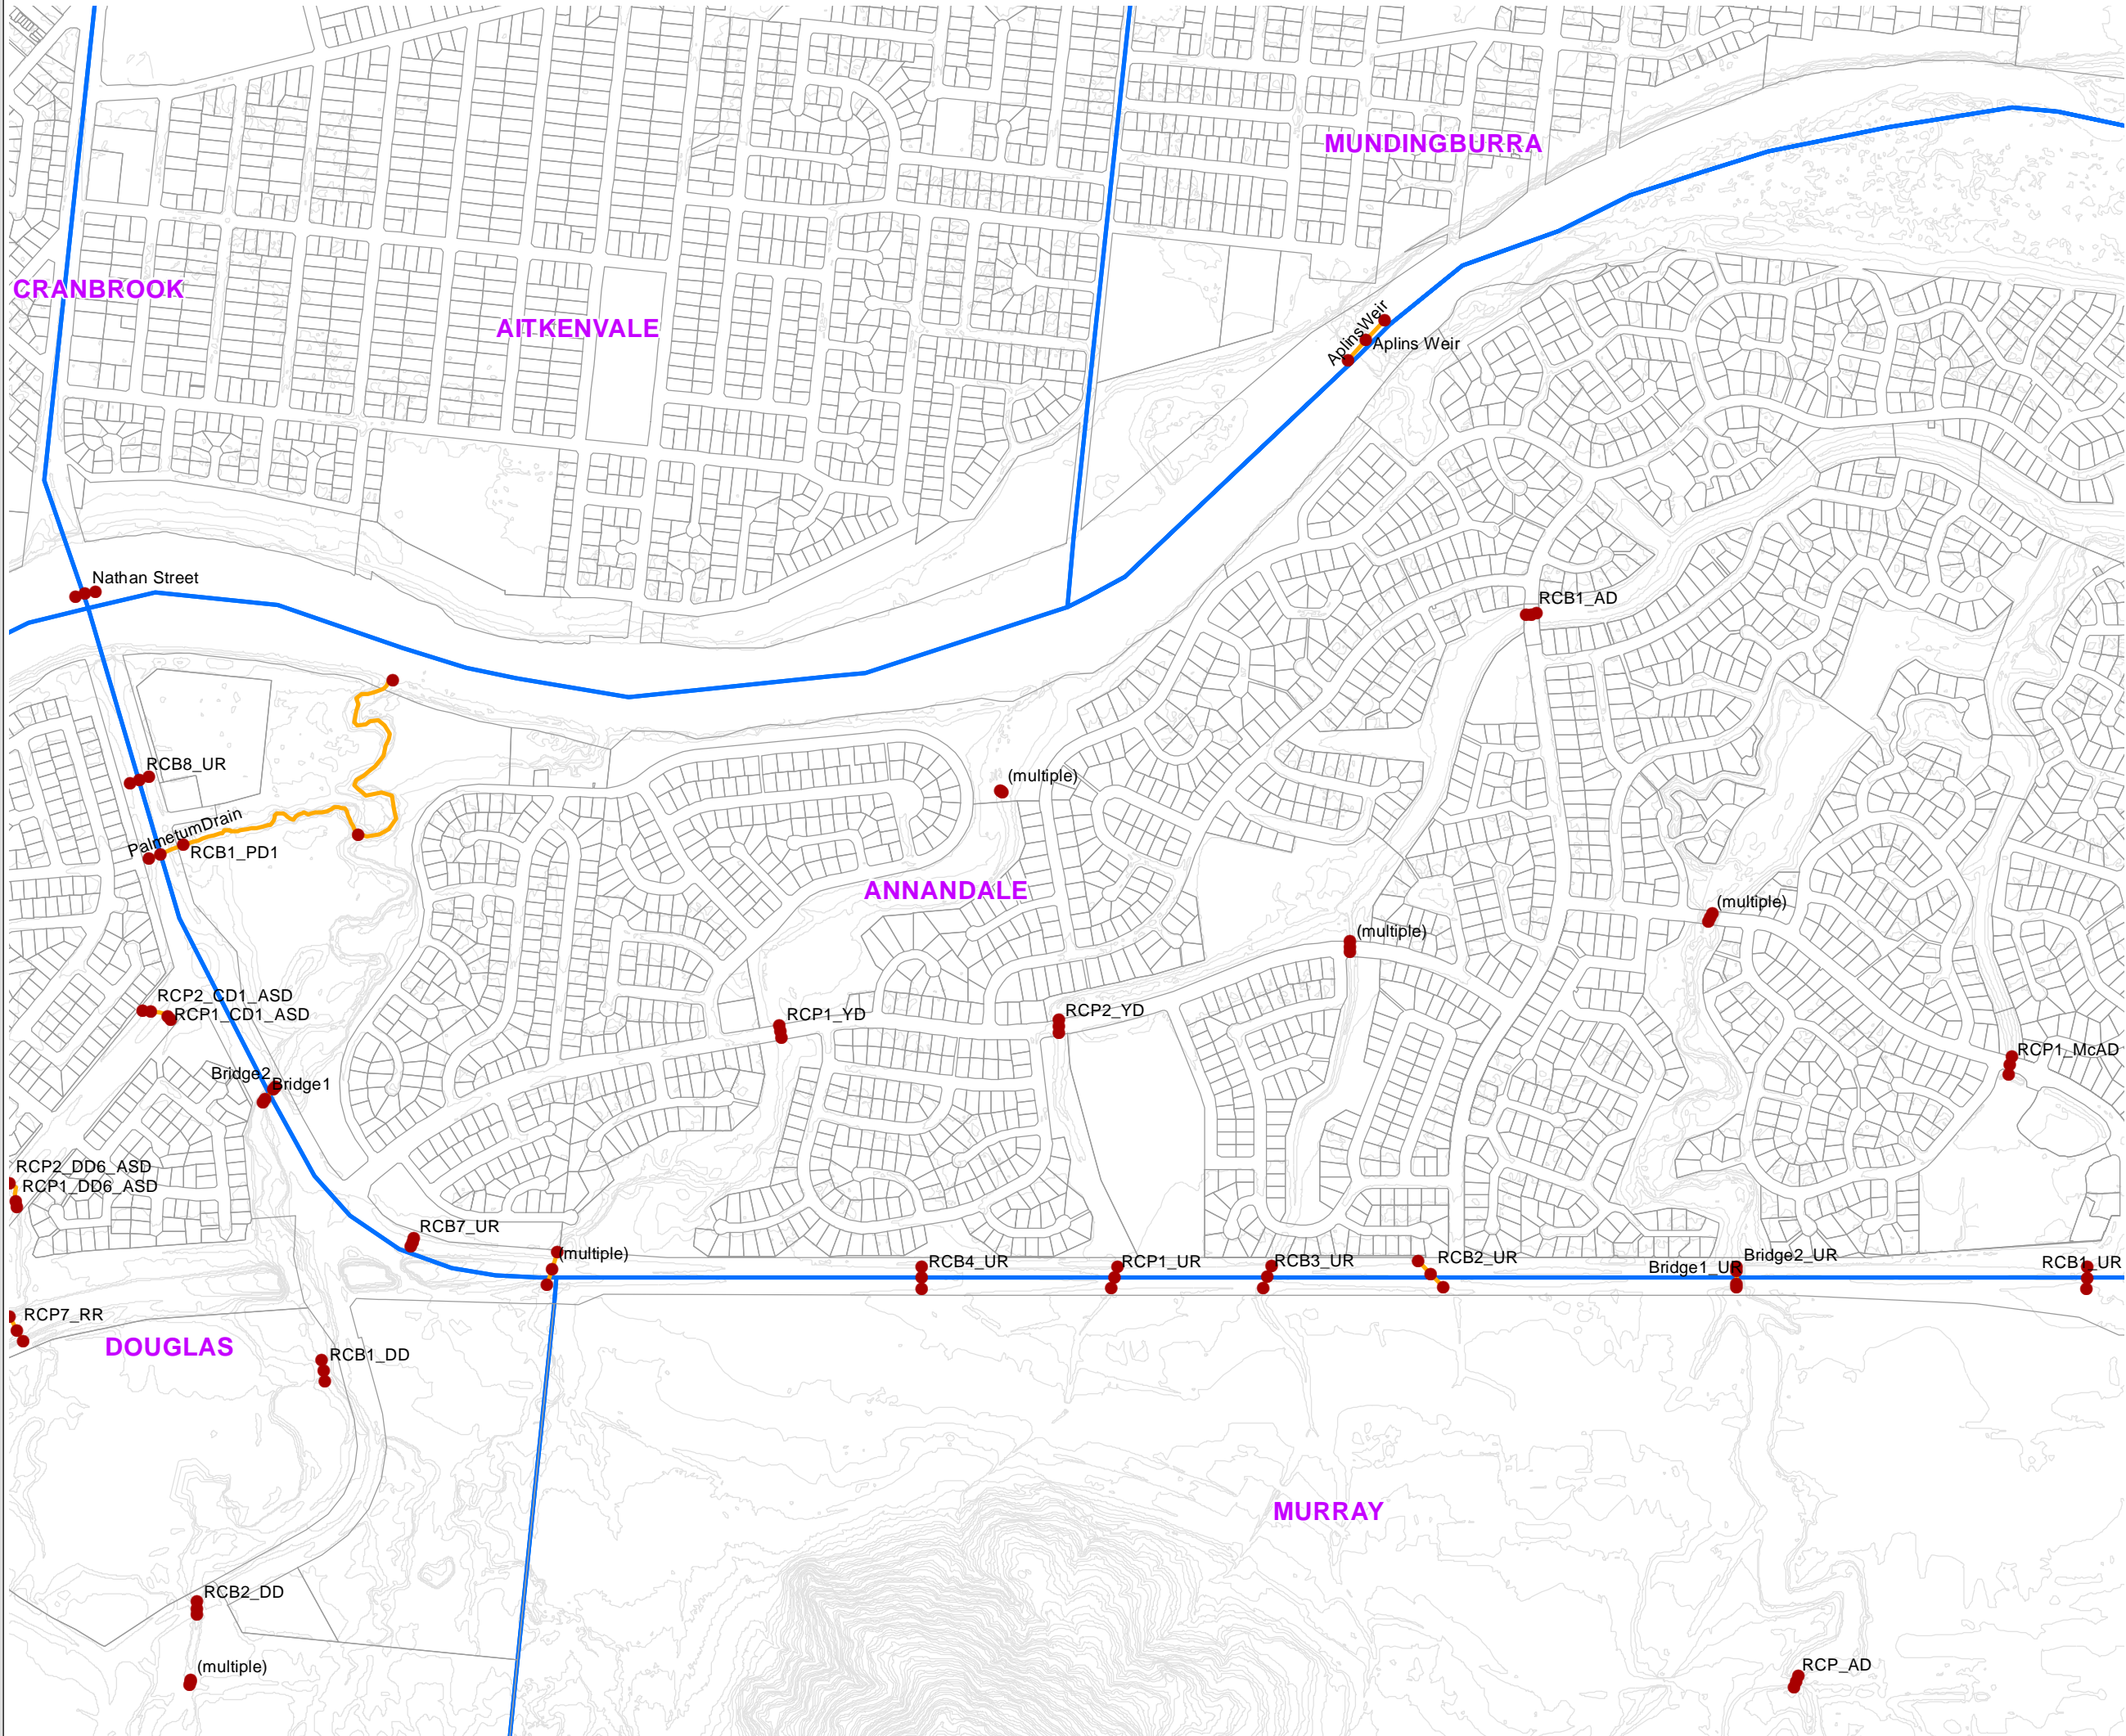 MUNDINGBURRA
CRANBROOK
AITKENVALE
AplinsWeir
Aplins Weir
Nathan Street
RCB1_AD
RCB8_UR
(multiple)
PalmetumDrain
RCB1_PD1
ANNANDALE
(multiple)
(multiple)
RCP2_CD1_ASD
RCP1_CD1_ASD
RCP1_YD
RCP2_YD
RCP1_McAD
Bridge2
Bridge1
RCP2_DD6_ASD
RCP1_DD6_ASD
RCB7_UR
(multiple)
RCB4_UR
RCP1_UR
RCB3_UR
RCB2_UR
Bridge2_UR
Bridge1_UR
RCB1_UR
RCP7_RR
DOUGLAS
RCB1_DD
MURRAY
RCB2_DD
(multiple)
RCP_AD